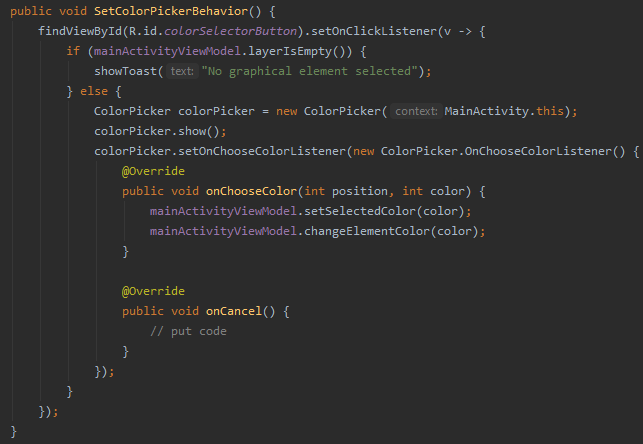 public void SetColorPickerBehavior() {
    findViewById(R.id.colorSelectorButton).setOnClickListener(v -> {
        if (mainActivityViewModel.layerIsEmpty()) {
            showToast( text: "No graphical element selected");
        } else {
            ColorPicker colorPicker = new ColorPicker( context: MainActivity.this);
            colorPicker.show();
            colorPicker.setOnChooseColorListener(new ColorPicker.OnChooseColorListener() {
                @Override
                public void onChooseColor(int position, int color) {
                    mainActivityViewModel.setSelectedColor(color);
                    mainActivityViewModel.changeElementColor(color);
                }

                @Override
                public void onCancel() {
                    // put code
                }
            });
        }
    });
}